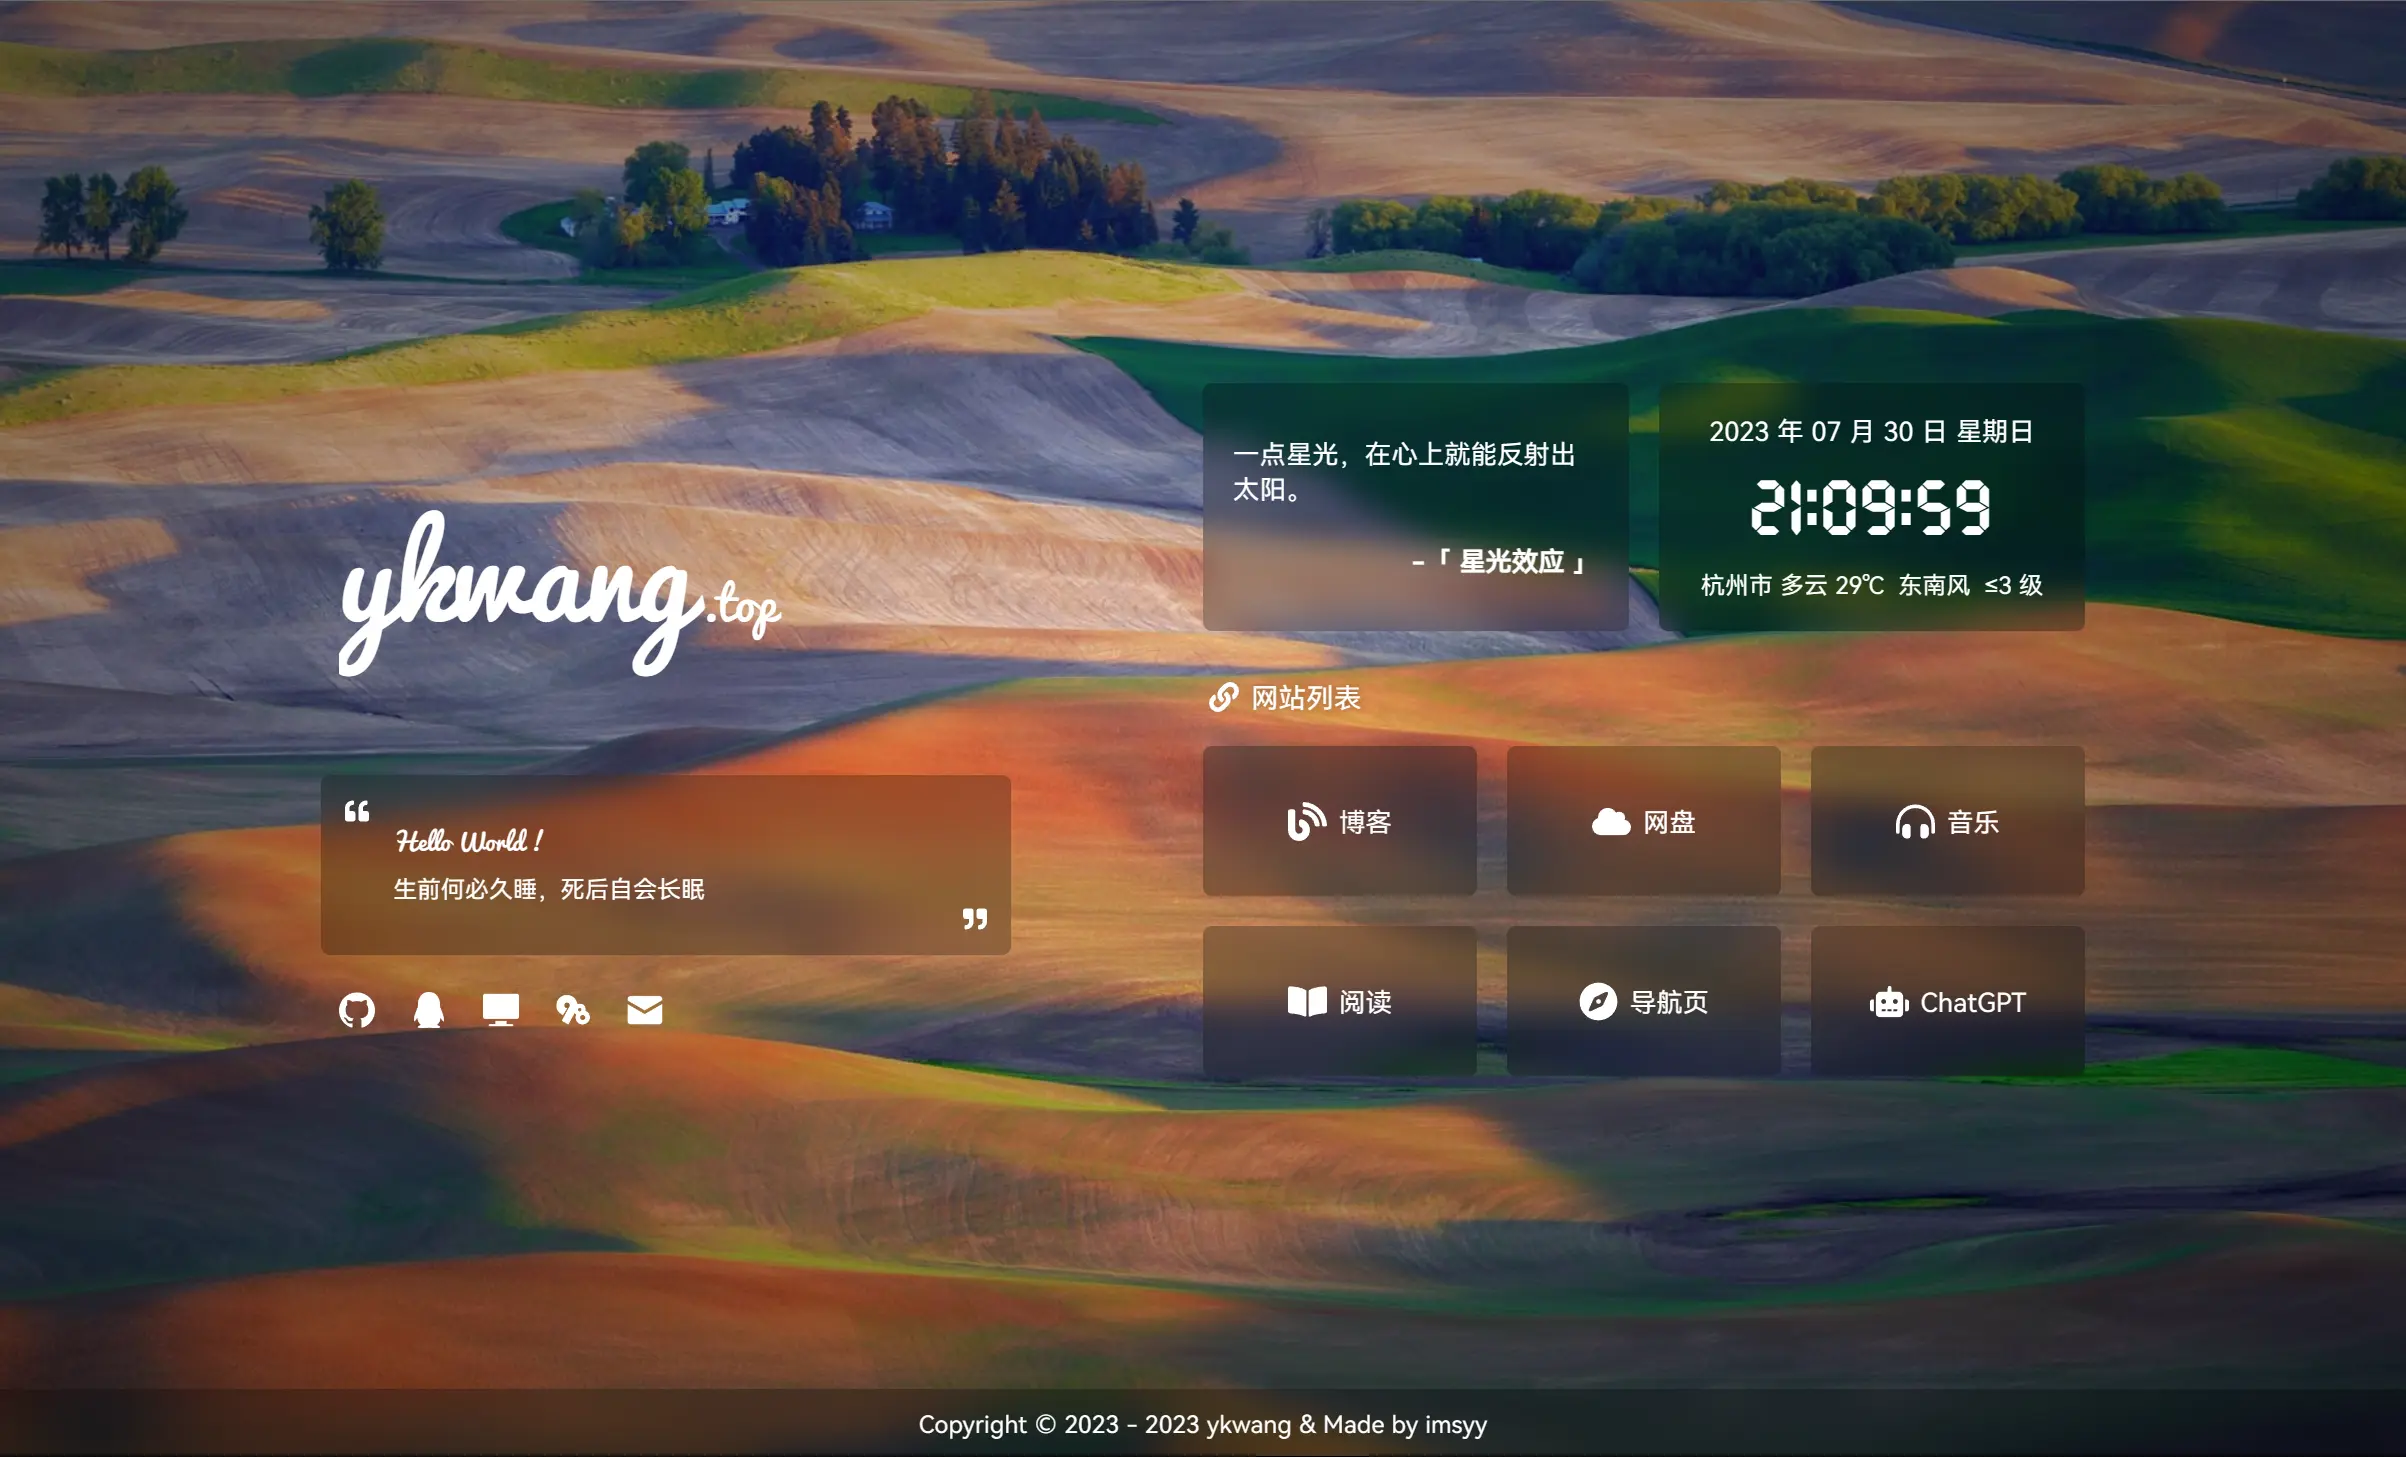 ykwang.top
Hello World !
生前何必久睡，死后自会长眠
一点星光，在心上就能反射出
太阳。
-「 星光效应 」
2023 年 07 月 30 日 星期日
21:09:59
杭州市 多云 29℃ 东南风 ≤3 级
网站列表
博客
网盘
音乐
阅读
导航页
ChatGPT
Copyright © 2023 - 2023 ykwang & Made by imsyy